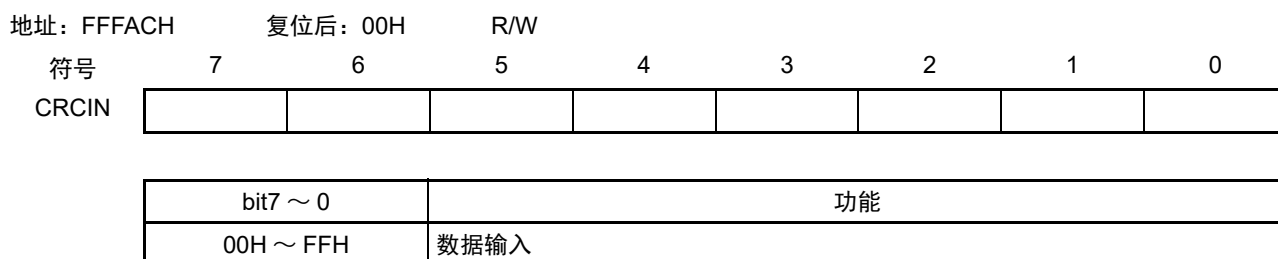 地址：FFFACH 复位后：00H R/W
符号 7 6 5 4 3 2 1 0
CRCIN
bit7 ～ 0 功能
00H ～ FFH 数据输入